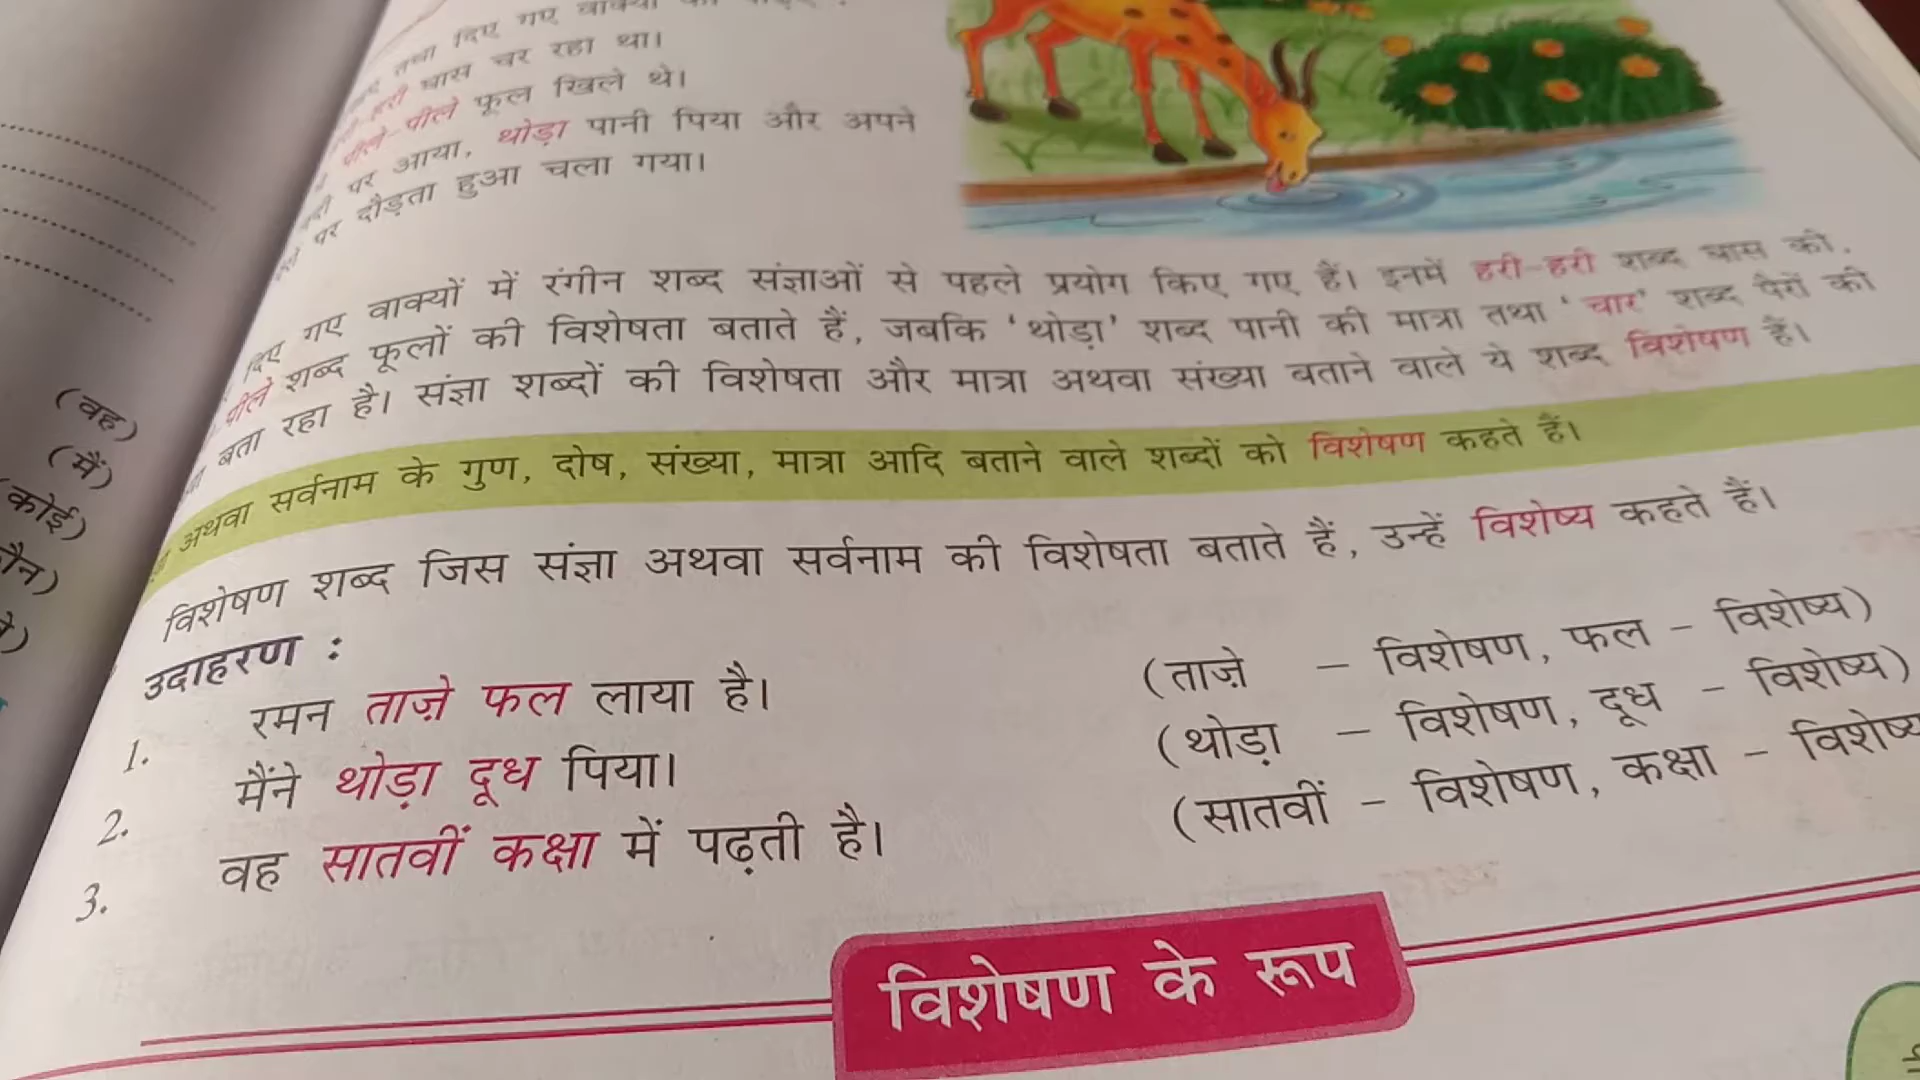 तथा दिए गए वाक्यों
हरी घास चर रहा था।
पीले-पीले फूल खिले थे।
पर आया, थोड़ा पानी पिया और अपने
पर दौड़ता हुआ चला गया।
दिए गए वाक्यों में रंगीन शब्द संज्ञाओं से पहले प्रयोग किए गए हैं। इनमें हरी-हरी शब्द घास की,
पीले शब्द फूलों की विशेषता बताते हैं, जबकि 'थोड़ा' शब्द पानी की मात्रा तथा 'चार' शब्द पैरों की
बता रहा है। संज्ञा शब्दों की विशेषता और मात्रा अथवा संख्या बताने वाले ये शब्द विशेषण हैं।
अथवा सर्वनाम के गुण, दोष, संख्या, मात्रा आदि बताने वाले शब्दों को विशेषण कहते हैं।
विशेषण शब्द जिस संज्ञा अथवा सर्वनाम की विशेषता बताते हैं, उन्हें विशेष्य कहते हैं।
उदाहरण :
1. रमन ताज़े फल लाया है। (ताज़े – विशेषण, फल – विशेष्य)
2. मैंने थोड़ा दूध पिया। (थोड़ा – विशेषण, दूध – विशेष्य)
3. वह सातवीं कक्षा में पढ़ती है। (सातवीं – विशेषण, कक्षा – विशेष्य
विशेषण के रूप
(वह)
(मैं)
(कोई)